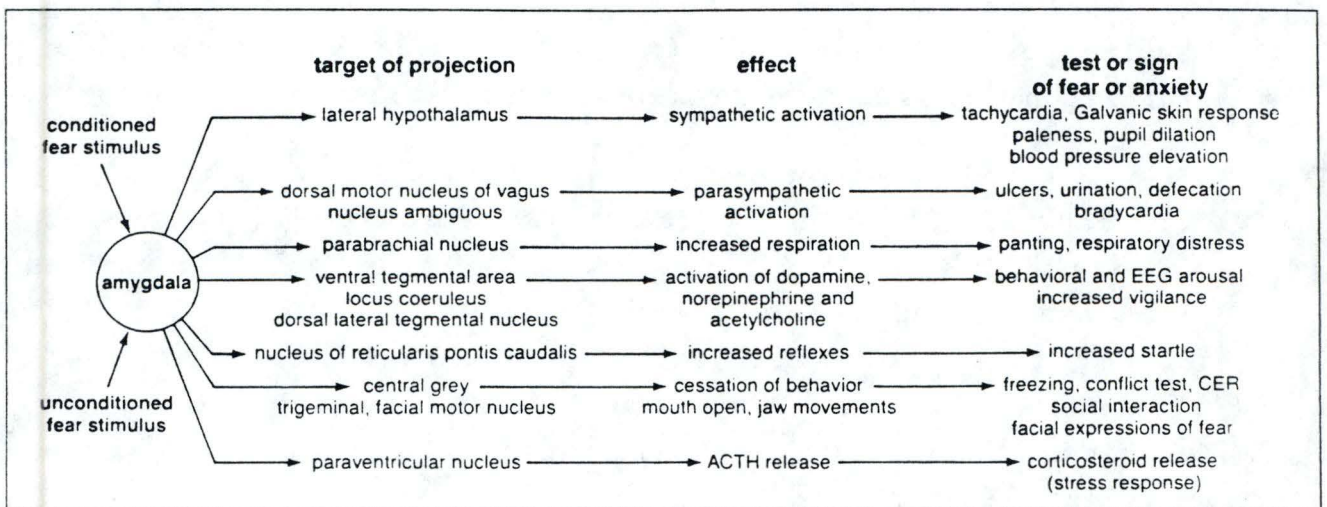 target of projection
effect
test or sign
of fear or anxiety
conditioned
fear stimulus
lateral hypothalamus
sympathetic activation
tachycardia, Galvanic skin response
paleness, pupil dilation
blood pressure elevation
dorsal motor nucleus of vagus
nucleus ambiguous
parasympathetic
activation
ulcers, urination, defecation
bradycardia
parabrachial nucleus
increased respiration
panting, respiratory distress
amygdala
ventral tegmental area
locus coeruleus
dorsal lateral tegmental nucleus
activation of dopamine,
norepinephrine and
acetylcholine
behavioral and EEG arousal
increased vigilance
nucleus of reticularis pontis caudalis
increased reflexes
increased startle
unconditioned
fear stimulus
central grey
trigeminal, facial motor nucleus
cessation of behavior
mouth open, jaw movements
freezing, conflict test, CER
social interaction
facial expressions of fear
paraventricular nucleus
ACTH release
corticosteroid release
(stress response)